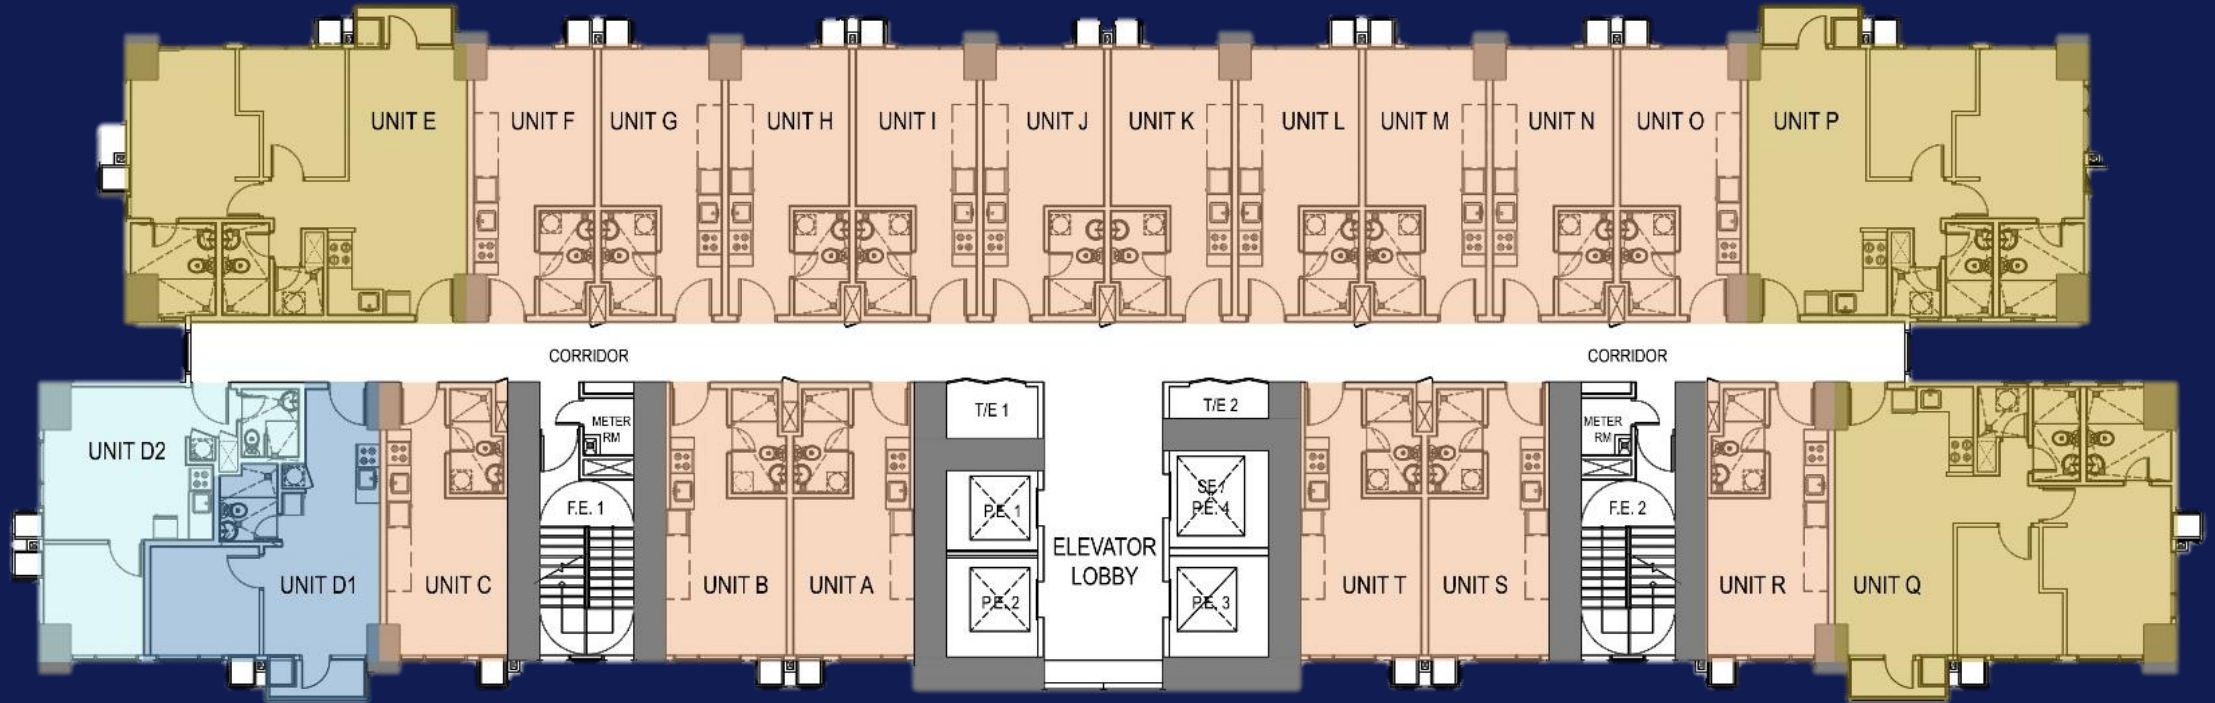 UNIT E
UNIT F
UNIT G
UNIT H
UNIT I
UNIT J
UNIT K
UNIT L
UNIT M
UNIT N
UNIT O
UNIT P
CORRIDOR
CORRIDOR
UNIT D2
UNIT D1
UNIT C
METER
RM
F.E. 1
UNIT B
UNIT A
T/E 1
P.E. 1
P.E. 2
ELEVATOR
LOBBY
T/E 2
SE /
P.E. 4
P.E. 3
UNIT T
UNIT S
METER
RM
F.E. 2
UNIT R
UNIT Q